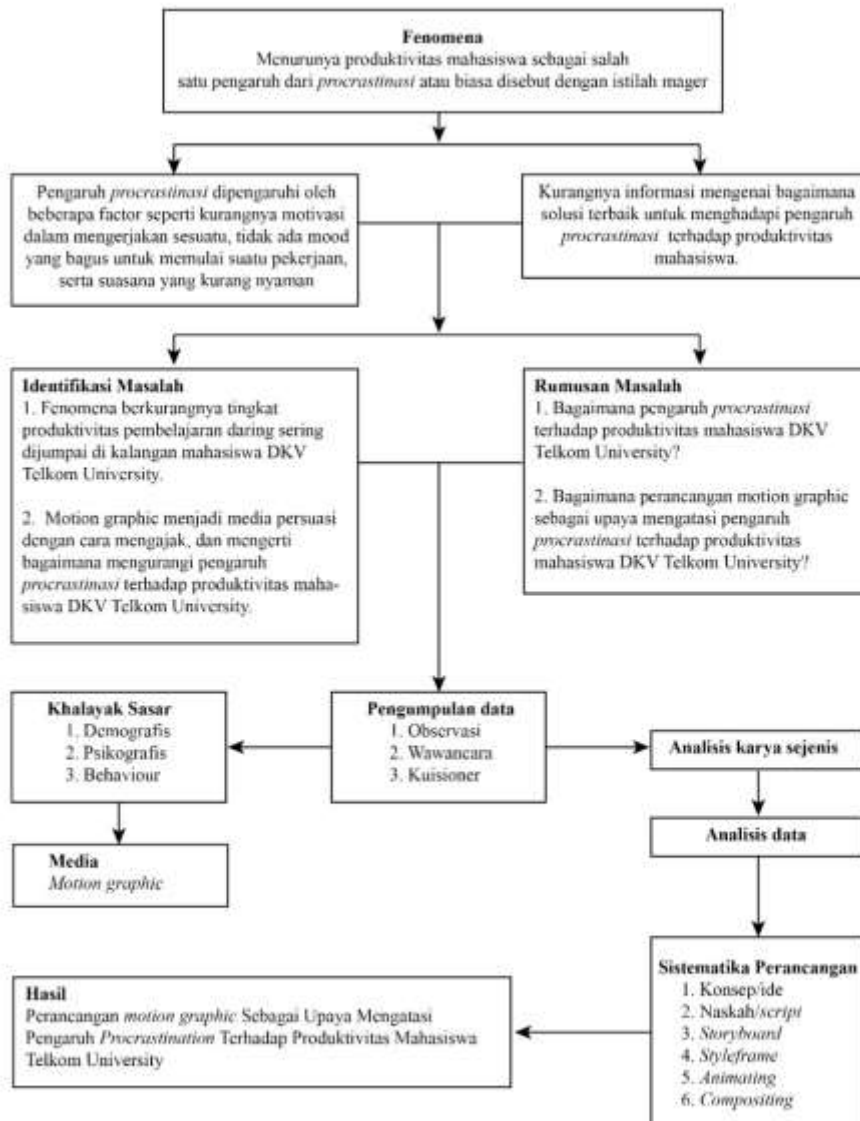 Fenomena
Menurunya produktivitas mahasiswa sebagai salah
satu pengaruh dari procrastinasi atau biasa disebut dengan istilah mager
Pengaruh procrastinasi dipengaruhi oleh
beberapa factor seperti kurangnya motivasi
dalam mengerjakan sesuatu, tidak ada mood
yang bagus untuk memulai suatu pekerjaan,
serta suasana yang kurang nyaman
Kurangnya informasi mengenai bagaimana
solusi terbaik untuk menghadapi pengaruh
procrastinasi terhadap produktivitas
mahasiswa.
Identifikasi Masalah
1. Fenomena berkurangnya tingkat
produktivitas pembelajaran daring sering
dijumpai di kalangan mahasiswa DKV
Telkom University.
2. Motion graphic menjadi media persuasi
dengan cara mengajak, dan mengerti
bagaimana mengurangi pengaruh
procrastinasi terhadap produktivitas maha-
siswa DKV Telkom University.
Rumusan Masalah
1. Bagaimana pengaruh procrastinasi
terhadap produktivitas mahasiswa DKV
Telkom University?
2. Bagaimana perancangan motion graphic
sebagai upaya mengatasi pengaruh
procrastinasi terhadap produktivitas
mahasiswa DKV Telkom University?
Khalayak Sasar
1. Demografis
2. Psikografis
3. Behaviour
Pengumpulan data
1. Observasi
2. Wawancara
3. Kuisioner
Analisis karya sejenis
Analisis data
Media
Motion graphic
Sistematika Perancangan
1. Konsep/ide
2. Naskah/script
3. Storyboard
4. Styleframe
5. Animating
6. Compositing
Hasil
Perancangan motion graphic Sebagai Upaya Mengatasi
Pengaruh Procrastination Terhadap Produktivitas Mahasiswa
Telkom University